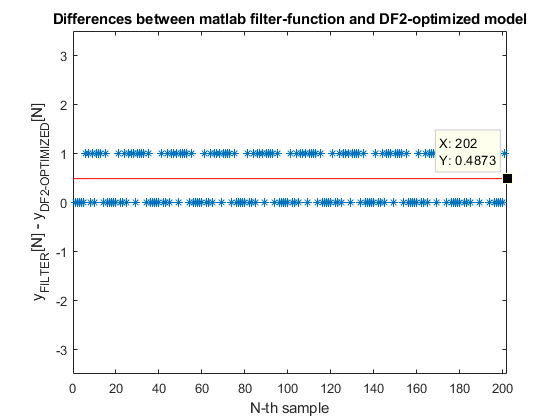 Differences between matlab filter-function and DF2-optimized model
y_FILTER[N] - y_DF2-OPTIMIZED[N]
3
2
1
0
-1
-2
-3
X: 202
Y: 0.4873
0 20 40 60 80 100 120 140 160 180 200
N-th sample